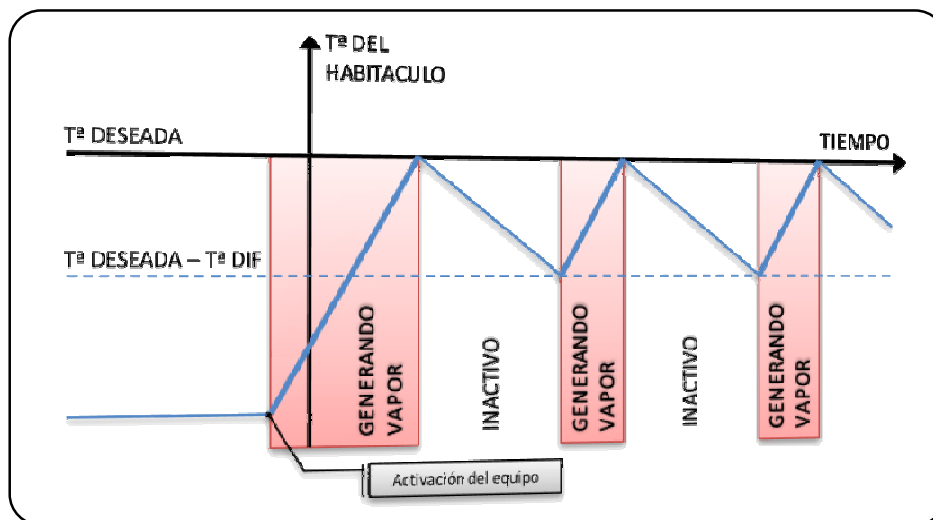 Tª DEL
HABITACULO
Tª DESEADA
TIEMPO
Tª DESEADA – Tª DIF
GENERANDO
VAPOR
INACTIVO
GENERANDO
VAPOR
INACTIVO
GENERANDO
VAPOR
Activación del equipo